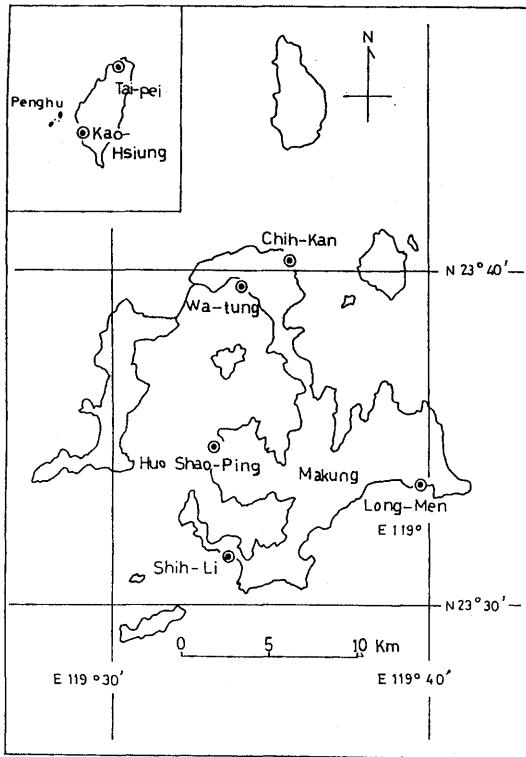 N
Tai-pei
Penghu
Kao-
Hsiung
Chih-Kan
N 23° 40'
Wa-tung
Huo Shao-Ping
Makung
Long-Men
E 119°
Shih-Li
N 23° 30'
0 5 10 Km
E 119° 30'
E 119° 40'